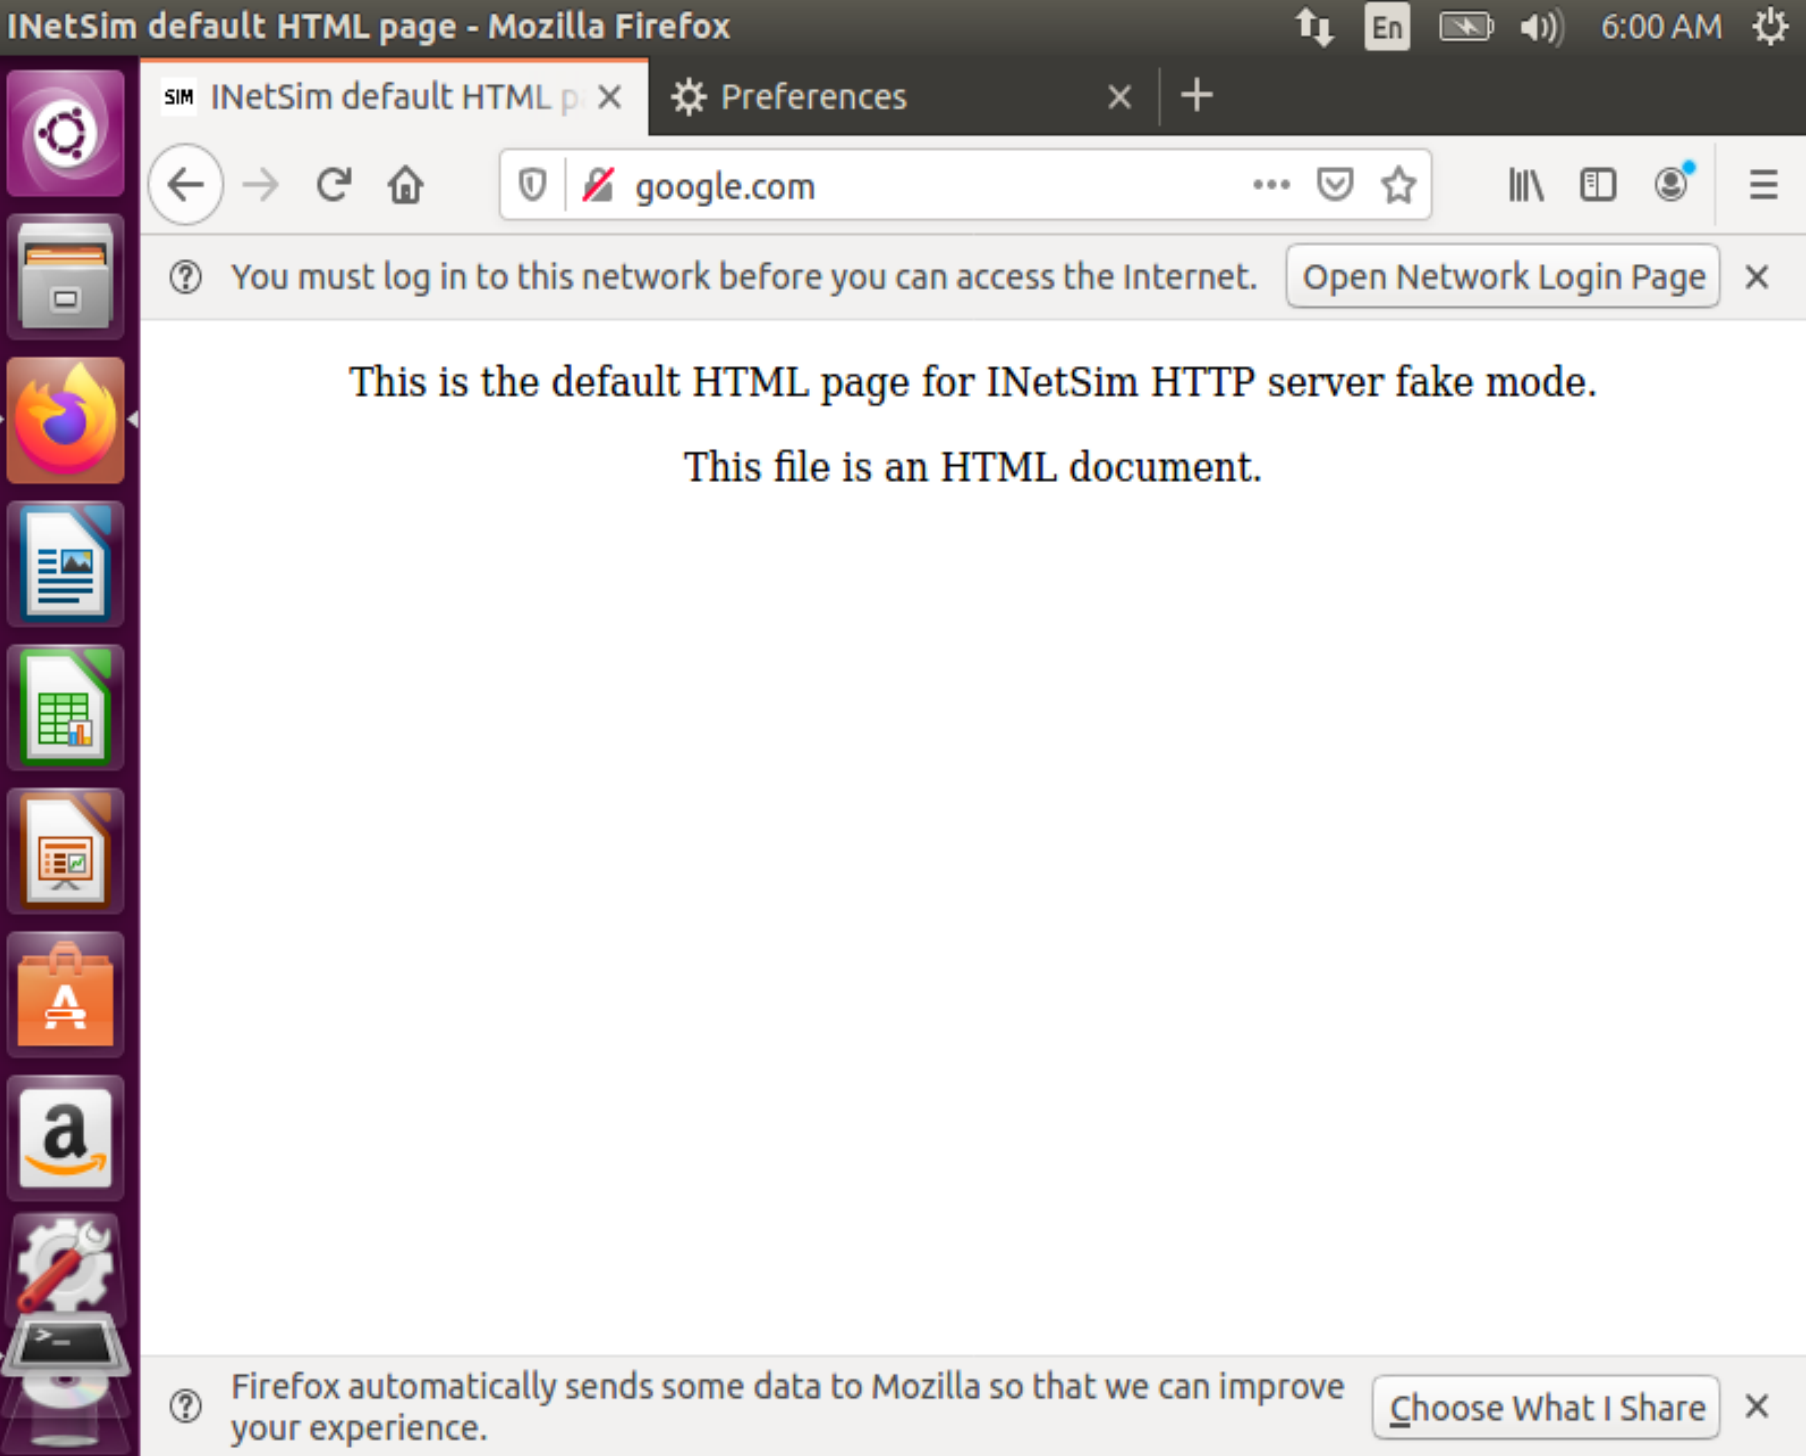 INetSim default HTML page - Mozilla Firefox
En
6:00 AM
SIM INetSim default HTML p
Preferences
google.com
You must log in to this network before you can access the Internet.
Open Network Login Page
This is the default HTML page for INetSim HTTP server fake mode.
This file is an HTML document.
Firefox automatically sends some data to Mozilla so that we can improve
your experience.
Choose What I Share